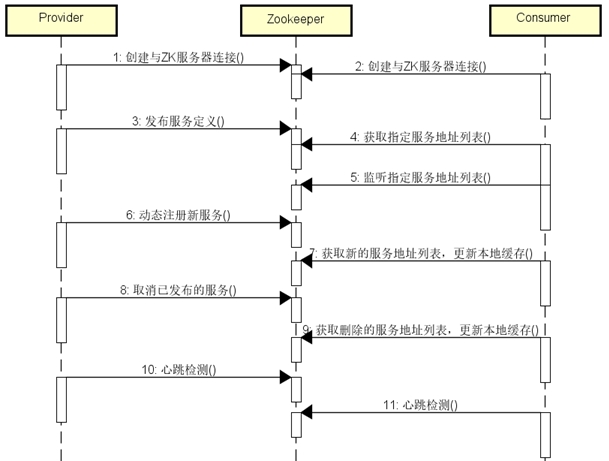 Provider
Zookeeper
Consumer
1: 创建与ZK服务器连接()
2: 创建与ZK服务器连接()
3: 发布服务定义()
4: 获取指定服务地址列表()
5: 监听指定服务地址列表()
6: 动态注册新服务()
7: 获取新的服务地址列表，更新本地缓存()
8: 取消已发布的服务()
9: 获取删除的服务地址列表，更新本地缓存()
10: 心跳检测()
11: 心跳检测()